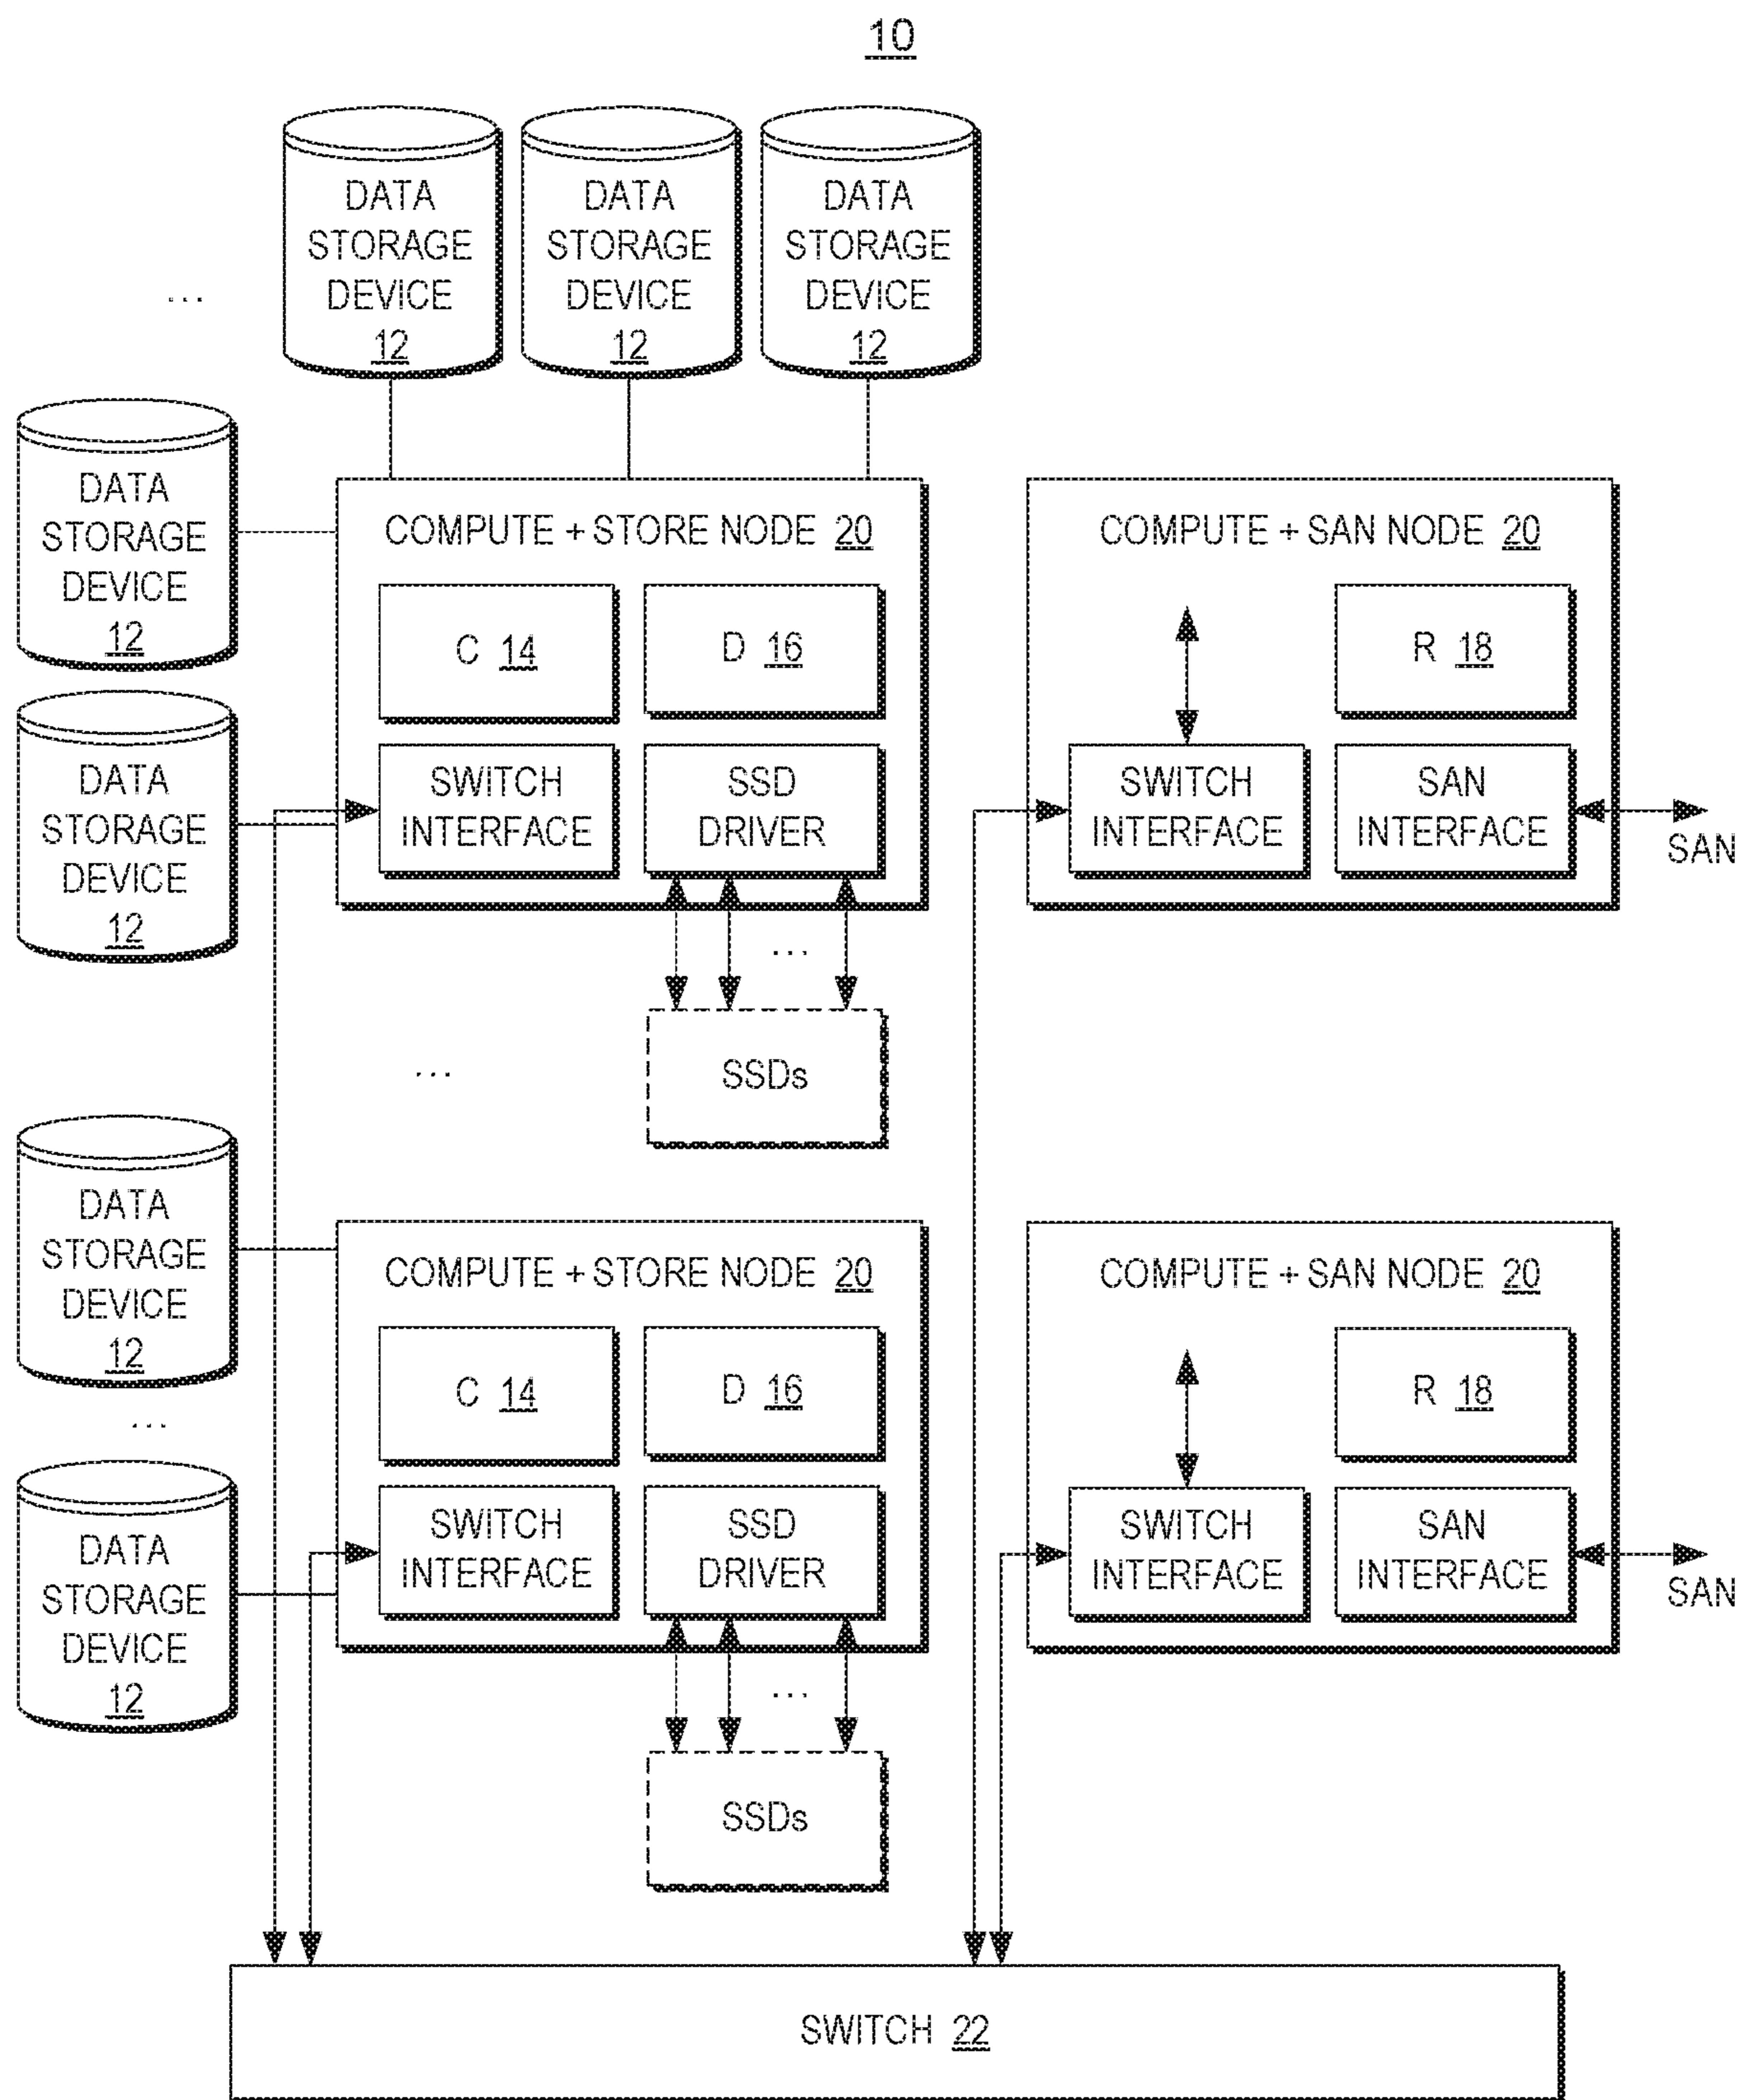 10
DATA
STORAGE
DEVICE
12
DATA
STORAGE
DEVICE
12
DATA
STORAGE
DEVICE
12
...
DATA
STORAGE
DEVICE
12
DATA
STORAGE
DEVICE
12
COMPUTE + STORE NODE 20
C 14
D 16
SWITCH
INTERFACE
SSD
DRIVER
...
SSDs
...
COMPUTE + SAN NODE 20
R 18
SWITCH
INTERFACE
SAN
INTERFACE
SAN
DATA
STORAGE
DEVICE
12
...
DATA
STORAGE
DEVICE
12
COMPUTE + STORE NODE 20
C 14
D 16
SWITCH
INTERFACE
SSD
DRIVER
...
SSDs
COMPUTE + SAN NODE 20
R 18
SWITCH
INTERFACE
SAN
INTERFACE
SAN
SWITCH 22